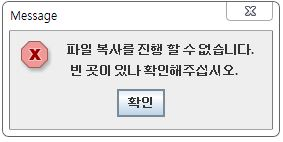 Message
파일 복사를 진행 할 수 없습니다.
빈 곳이 있나 확인해주십시오.
확인